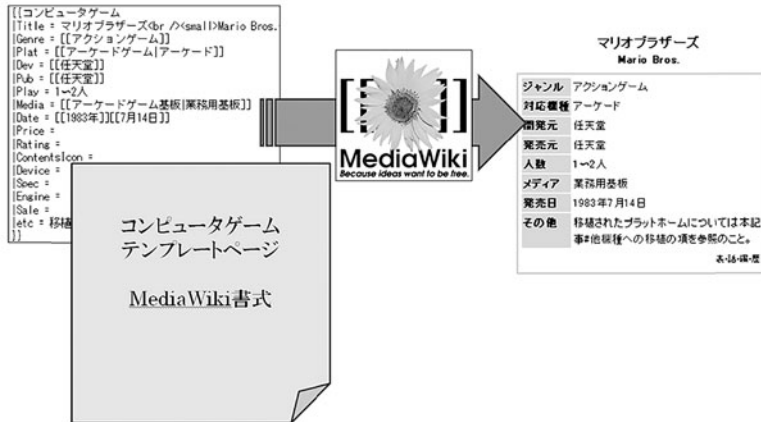 [[コンピュータゲーム
|Title = マリオブラザーズ<br /><small>Mario Bros.
|Genre = [[アクションゲーム]]
|Plat = [[アーケードゲーム|アーケード]]
|Dev = [[任天堂]]
|Pub = [[任天堂]]
|Play = 1〜2人
|Media = [[アーケードゲーム基板|業務用基板]]
|Date = [[1983年]][[7月14日]]
|Price =
|Rating =
|ContentsIcon =
|Device =
|Spec =
|Engine =
|Sale =
|etc = 移植
]]
コンピュータゲーム
テンプレートページ
MediaWiki書式
[[ ]]
MediaWiki
Because ideas want to be free.
マリオブラザーズ
Mario Bros.
ジャンル アクションゲーム
対応機種 アーケード
開発元 任天堂
発売元 任天堂
人数 1〜2人
メディア 業務用基板
発売日 1983年7月14日
その他 移植されたプラットホームについては本記
事#他機種への移植の項を参照のこと。
表・話・編・歴